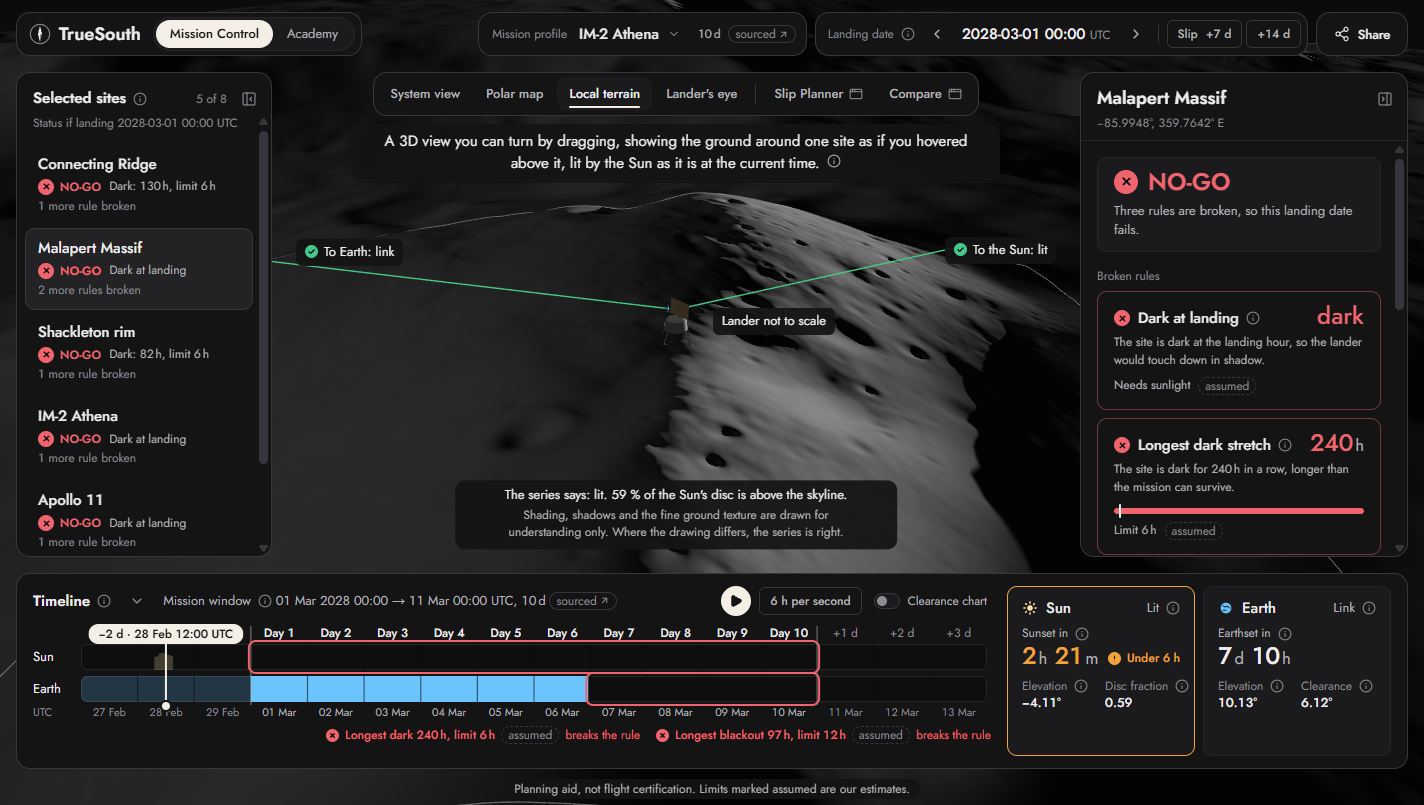 TrueSouth
Mission Control
Academy
Mission profile IM-2 Athena 10 d sourced ↗
Landing date 2028-03-01 00:00 UTC
Slip +7 d +14 d
Share
Selected sites 5 of 8
Status if landing 2028-03-01 00:00 UTC
Connecting Ridge
NO-GO Dark: 130 h, limit 6 h
1 more rule broken
Malapert Massif
NO-GO Dark at landing
2 more rules broken
Shackleton rim
NO-GO Dark: 82 h, limit 6 h
1 more rule broken
IM-2 Athena
NO-GO Dark at landing
1 more rule broken
Apollo 11
NO-GO Dark at landing
1 more rule broken
System view Polar map Local terrain Lander's eye Slip Planner Compare
A 3D view you can turn by dragging, showing the ground around one site as if you hovered
above it, lit by the Sun as it is at the current time.
To Earth: link
To the Sun: lit
Lander not to scale
The series says: lit. 59 % of the Sun's disc is above the skyline.
Shading, shadows and the fine ground texture are drawn for
understanding only. Where the drawing differs, the series is right.
Malapert Massif
−85.9948°, 359.7642° E
NO-GO
Three rules are broken, so this landing date
fails.
Broken rules
Dark at landing dark
The site is dark at the landing hour, so the lander
would touch down in shadow.
Needs sunlight assumed
Longest dark stretch 240 h
The site is dark for 240 h in a row, longer than
the mission can survive.
Limit 6 h assumed
Timeline
Mission window 01 Mar 2028 00:00 → 11 Mar 00:00 UTC, 10 d sourced ↗
6 h per second
Clearance chart
−2 d · 28 Feb 12:00 UTC
Day 1 Day 2 Day 3 Day 4 Day 5 Day 6 Day 7 Day 8 Day 9 Day 10 +1 d +2 d +3 d
Sun
Earth
UTC 27 Feb 28 Feb 29 Feb 01 Mar 02 Mar 03 Mar 04 Mar 05 Mar 06 Mar 07 Mar 08 Mar 09 Mar 10 Mar 11 Mar 12 Mar 13 Mar
Longest dark 240 h, limit 6 h assumed breaks the rule
Longest blackout 97 h, limit 12 h assumed breaks the rule
Sun Lit
Sunset in
2 h 21 m Under 6 h
Elevation Disc fraction
−4.11° 0.59
Earth Link
Earthset in
7 d 10 h
Elevation Clearance
10.13° 6.12°
Planning aid, not flight certification. Limits marked assumed are our estimates.